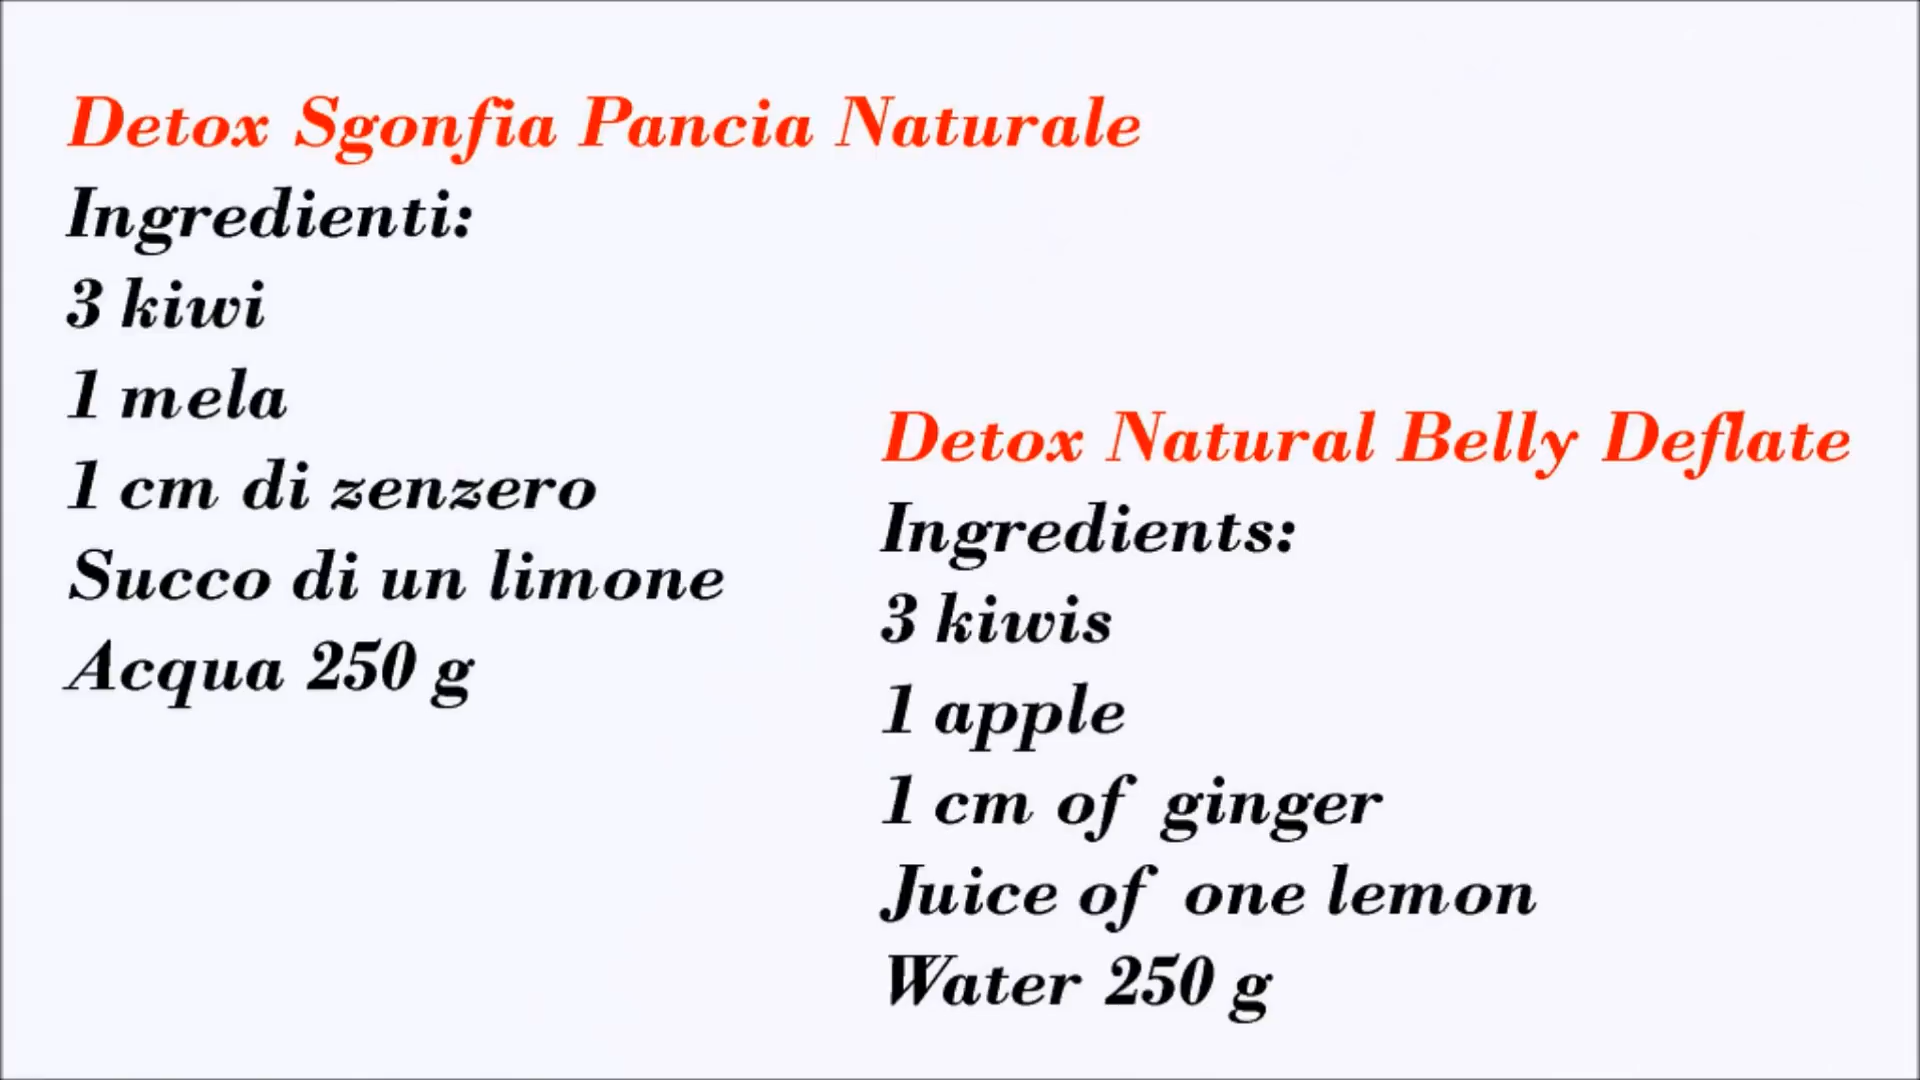 Detox Sgonfia Pancia Naturale
Ingredienti:
3 kiwi
1 mela
1 cm di zenzero
Succo di un limone
Acqua 250 g
Detox Natural Belly Deflate
Ingredients:
3 kiwis
1 apple
1 cm of ginger
Juice of one lemon
Water 250 g